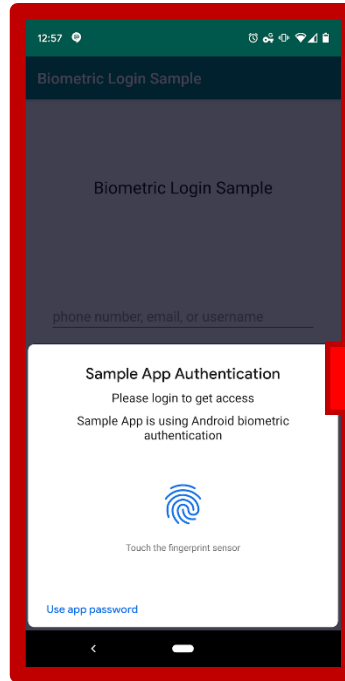 12:57
Biometric Login Sample
Biometric Login Sample
phone number, email, or username
Sample App Authentication
Please login to get access
Sample App is using Android biometric
authentication
Touch the fingerprint sensor
Use app password